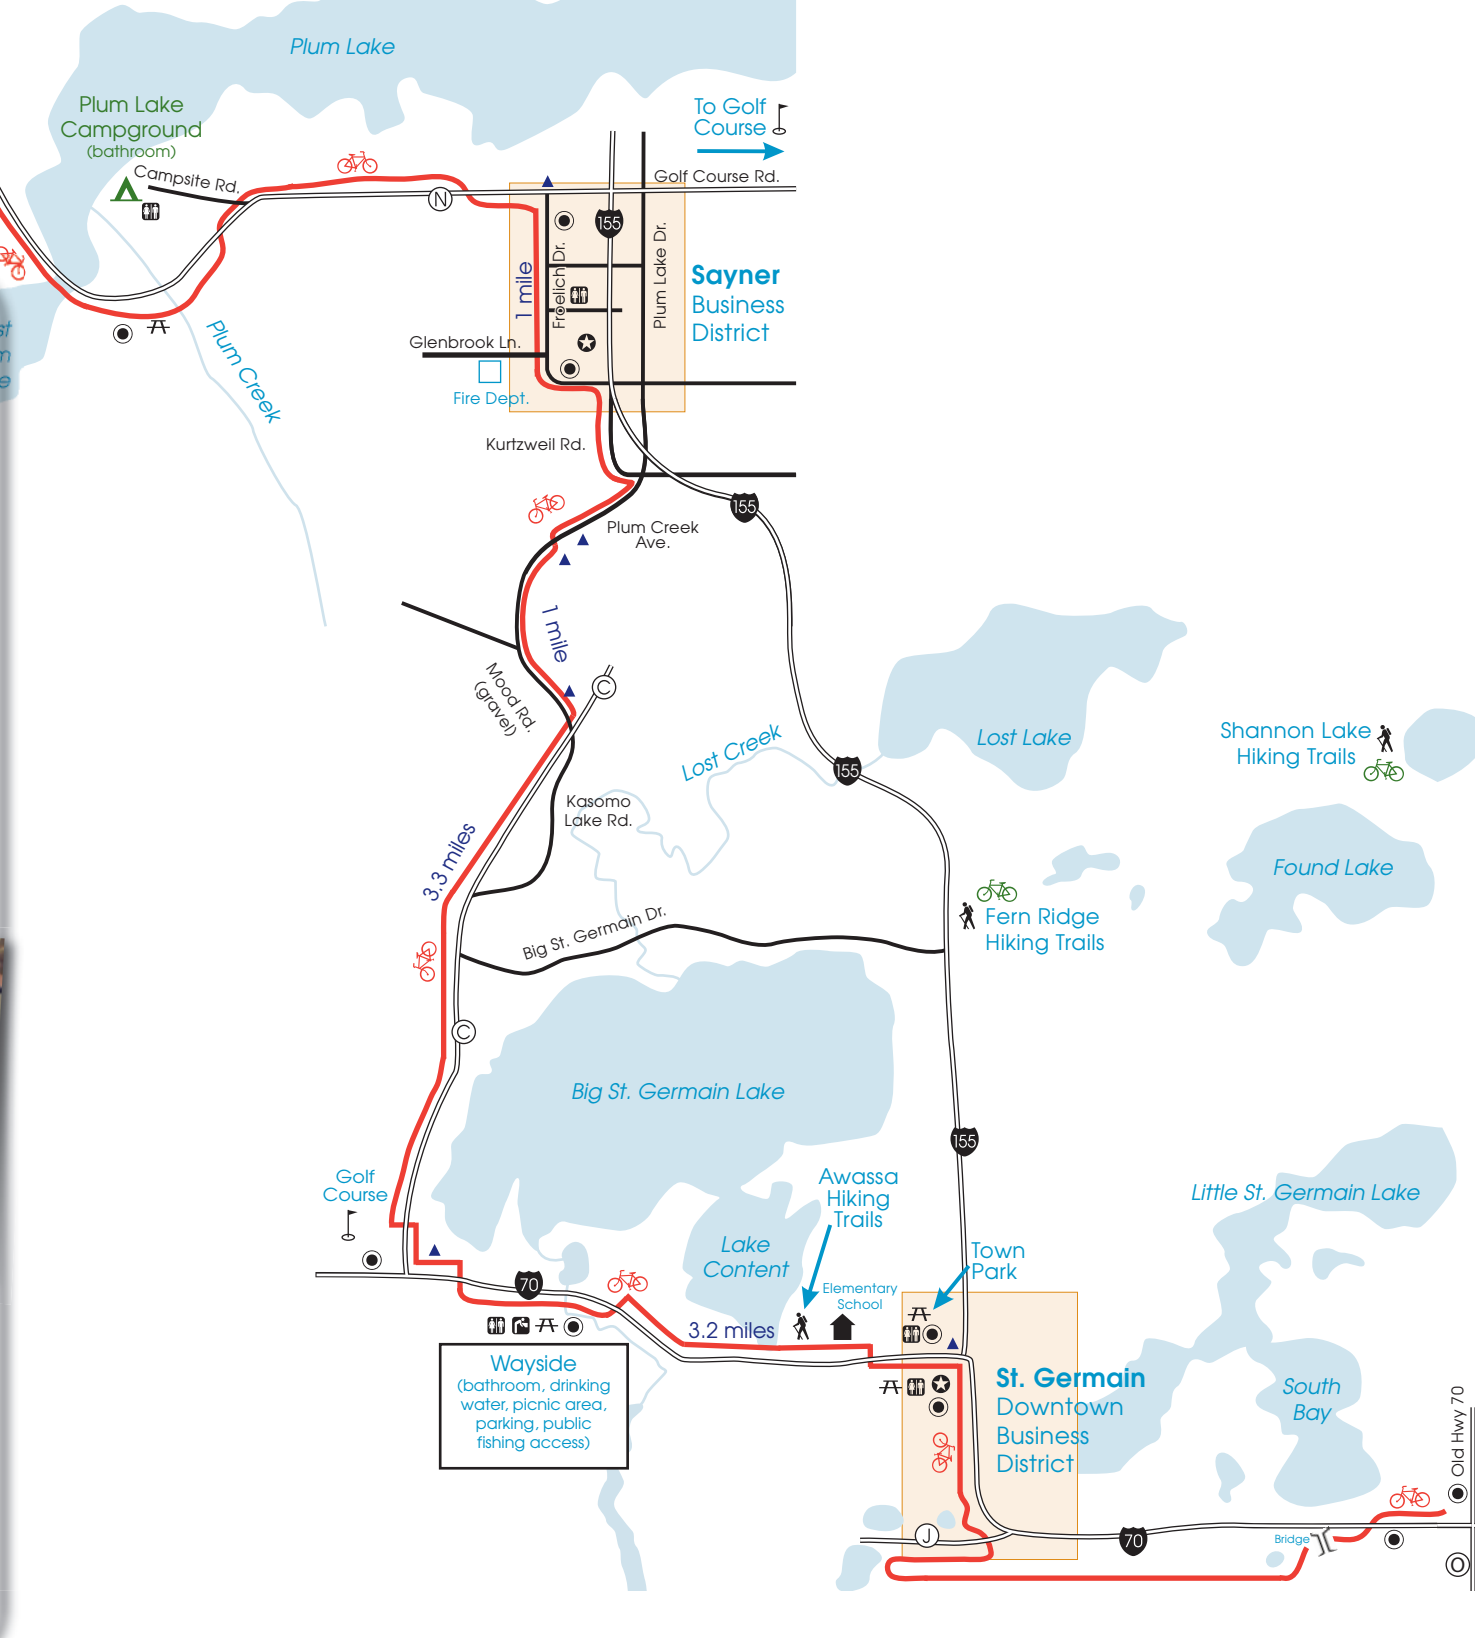 Plum Lake
Plum Lake
Campground
(bathroom)
Campsite Rd.
To Golf
Course
Golf Course Rd.
N
155
Froelich Dr.
Plum Lake Dr.
1 mile
Sayner
Business
District
Glenbrook Ln.
Fire Dept.
Plum Creek
Kurtzweil Rd.
155
Plum Creek
Ave.
1 mile
Mood Rd.
(gravel)
C
Lost Creek
155
Lost Lake
Shannon Lake
Hiking Trails
Kasomo
Lake Rd.
3.3 miles
Found Lake
Fern Ridge
Hiking Trails
Big St. Germain Dr.
C
Big St. Germain Lake
155
Golf
Course
Awassa
Hiking
Trails
Little St. Germain Lake
Lake
Content
Town
Park
Elementary
School
70
3.2 miles
Wayside
(bathroom, drinking
water, picnic area,
parking, public
fishing access)
St. Germain
Downtown
Business
District
South
Bay
Old Hwy 70
J
70
Bridge
O